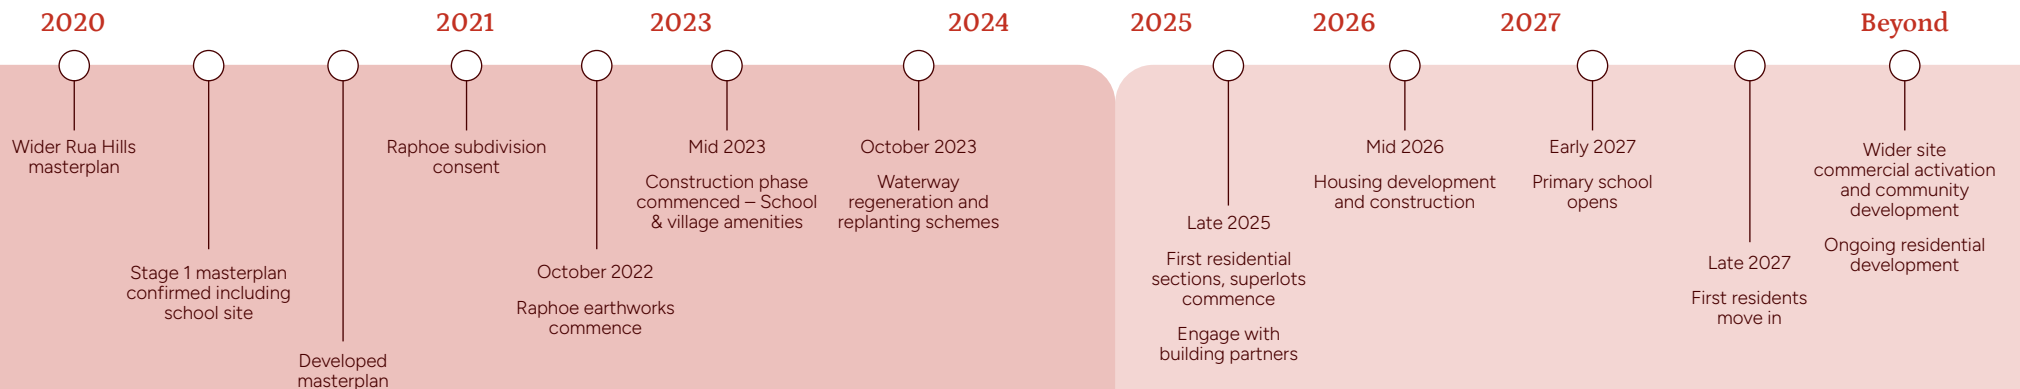 2020
2021
2023
2024
2025
2026
2027
Beyond
Wider Rua Hills
masterplan
Stage 1 masterplan
confirmed including
school site
Developed
masterplan
Raphoe subdivision
consent
October 2022
Raphoe earthworks
commence
Mid 2023
Construction phase
commenced – School
& village amenities
October 2023
Waterway
regeneration and
replanting schemes
Late 2025
First residential
sections, superlots
commence
Engage with
building partners
Mid 2026
Housing development
and construction
Early 2027
Primary school
opens
Late 2027
First residents
move in
Wider site
commercial activation
and community
development
Ongoing residential
development